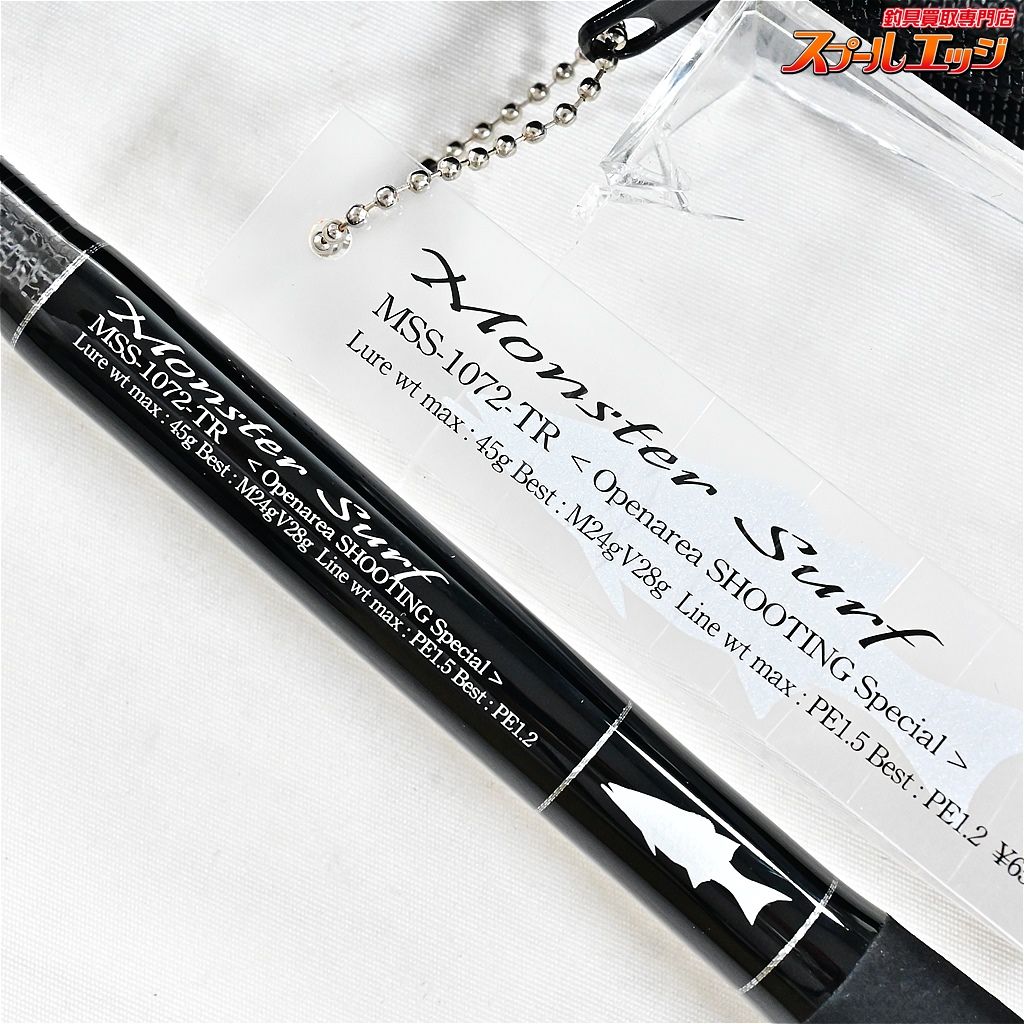 釣具買取専門店
スプールエッジ
Monster Surf
MSS-1072-TR < Openarea SHOOTING Special >
Lure wt max : 45g Best : M24gV28g Line wt max : PE1.5 Best : PE1.2
Monster Surf
MSS-1072-TR < Openarea SHOOTING Special >
Lure wt max : 45g Best : M24gV28g Line wt max : PE1.5 Best : PE1.2